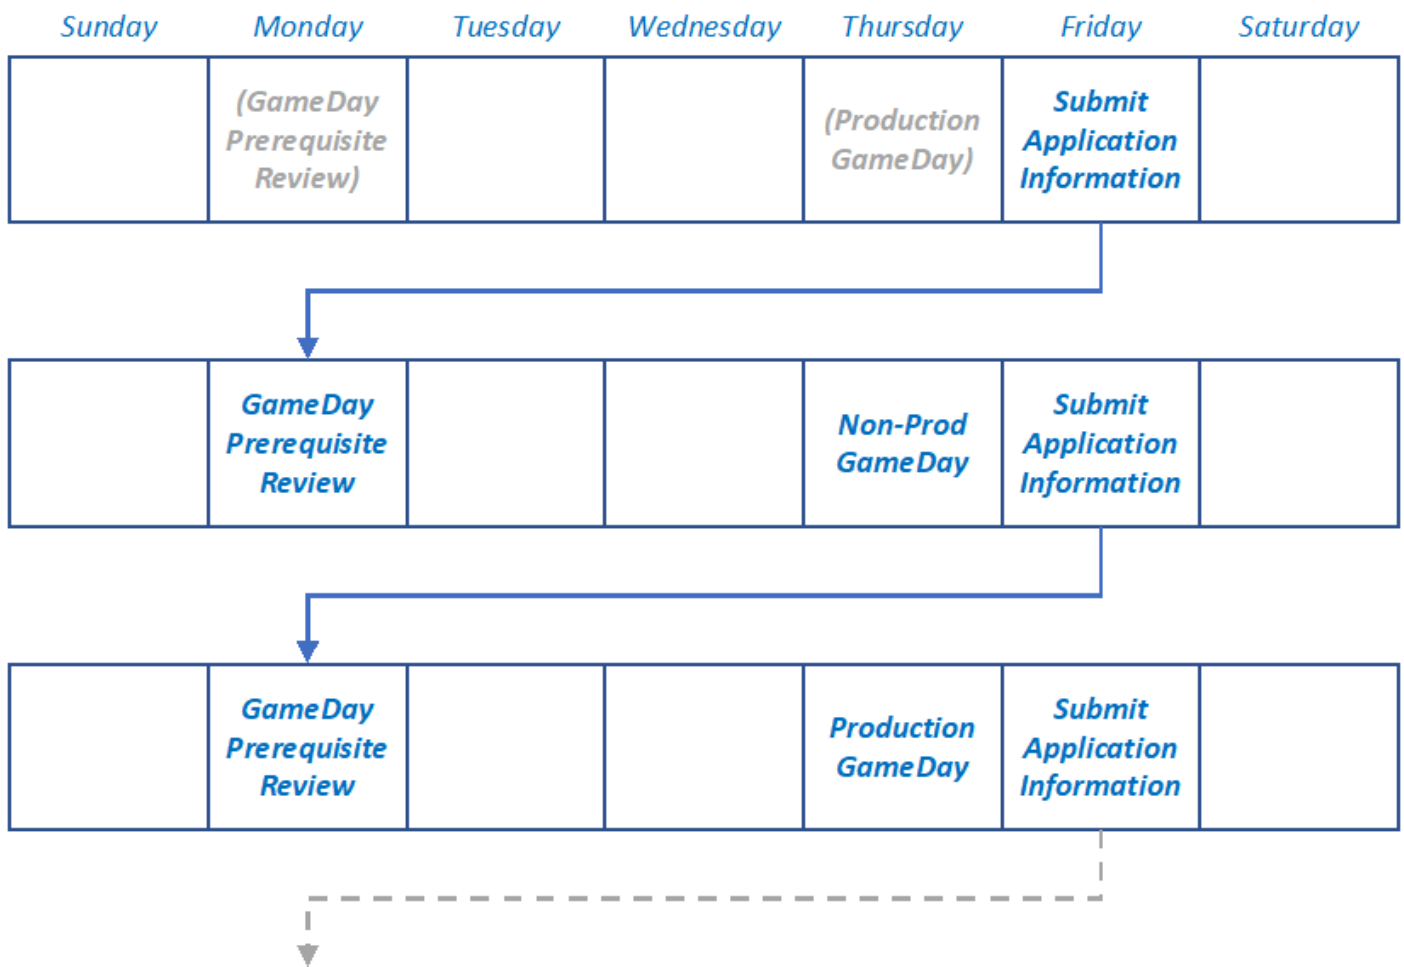 Sunday Monday Tuesday Wednesday Thursday Friday Saturday
(GameDay
Prerequisite
Review)
(Production
GameDay)
Submit
Application
Information
GameDay
Prerequisite
Review
Non-Prod
GameDay
Submit
Application
Information
GameDay
Prerequisite
Review
Production
GameDay
Submit
Application
Information